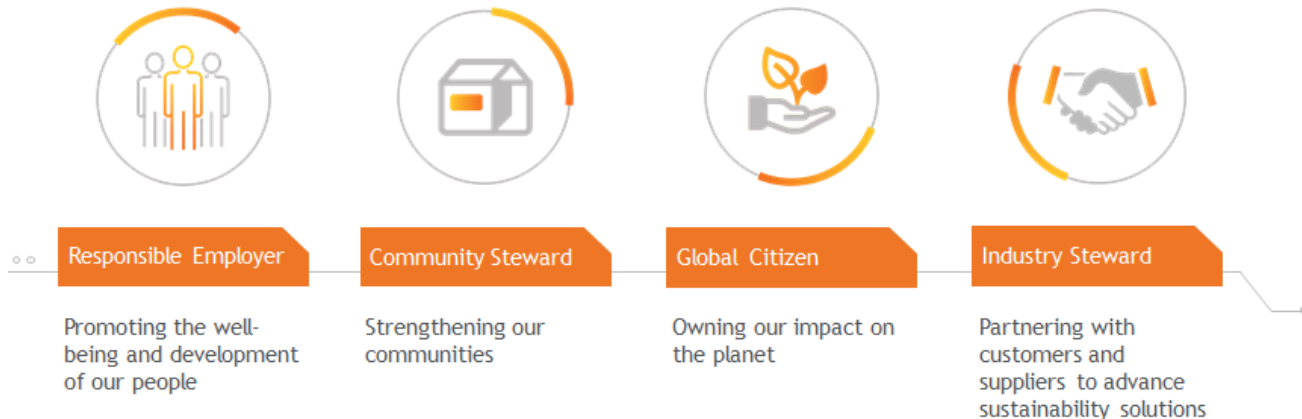 Responsible Employer
Promoting the well-
being and development
of our people
Community Steward
Strengthening our
communities
Global Citizen
Owning our impact on
the planet
Industry Steward
Partnering with
customers and
suppliers to advance
sustainability solutions